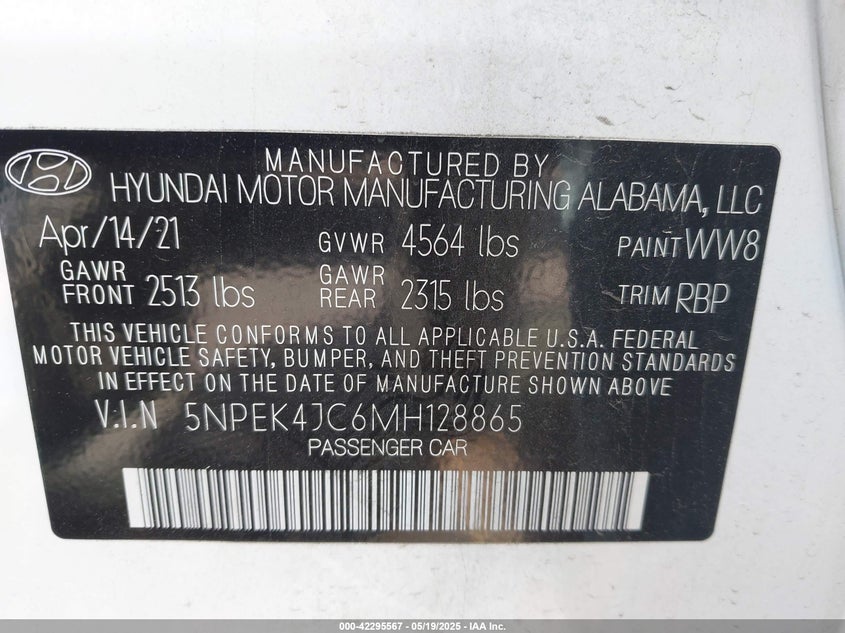 MANUFACTURED BY
HYUNDAI MOTOR MANUFACTURING ALABAMA, LLC
Apr/14/21 GVWR 4564 lbs PAINT WW8
GAWR FRONT 2513 lbs GAWR REAR 2315 lbs TRIM RBP
THIS VEHICLE CONFORMS TO ALL APPLICABLE U.S.A. FEDERAL
MOTOR VEHICLE SAFETY, BUMPER, AND THEFT PREVENTION STANDARDS
IN EFFECT ON THE DATE OF MANUFACTURE SHOWN ABOVE
V.I.N 5NPEK4JC6MH128865
PASSENGER CAR
000-42295567 - 05/19/2025 - IAA Inc.